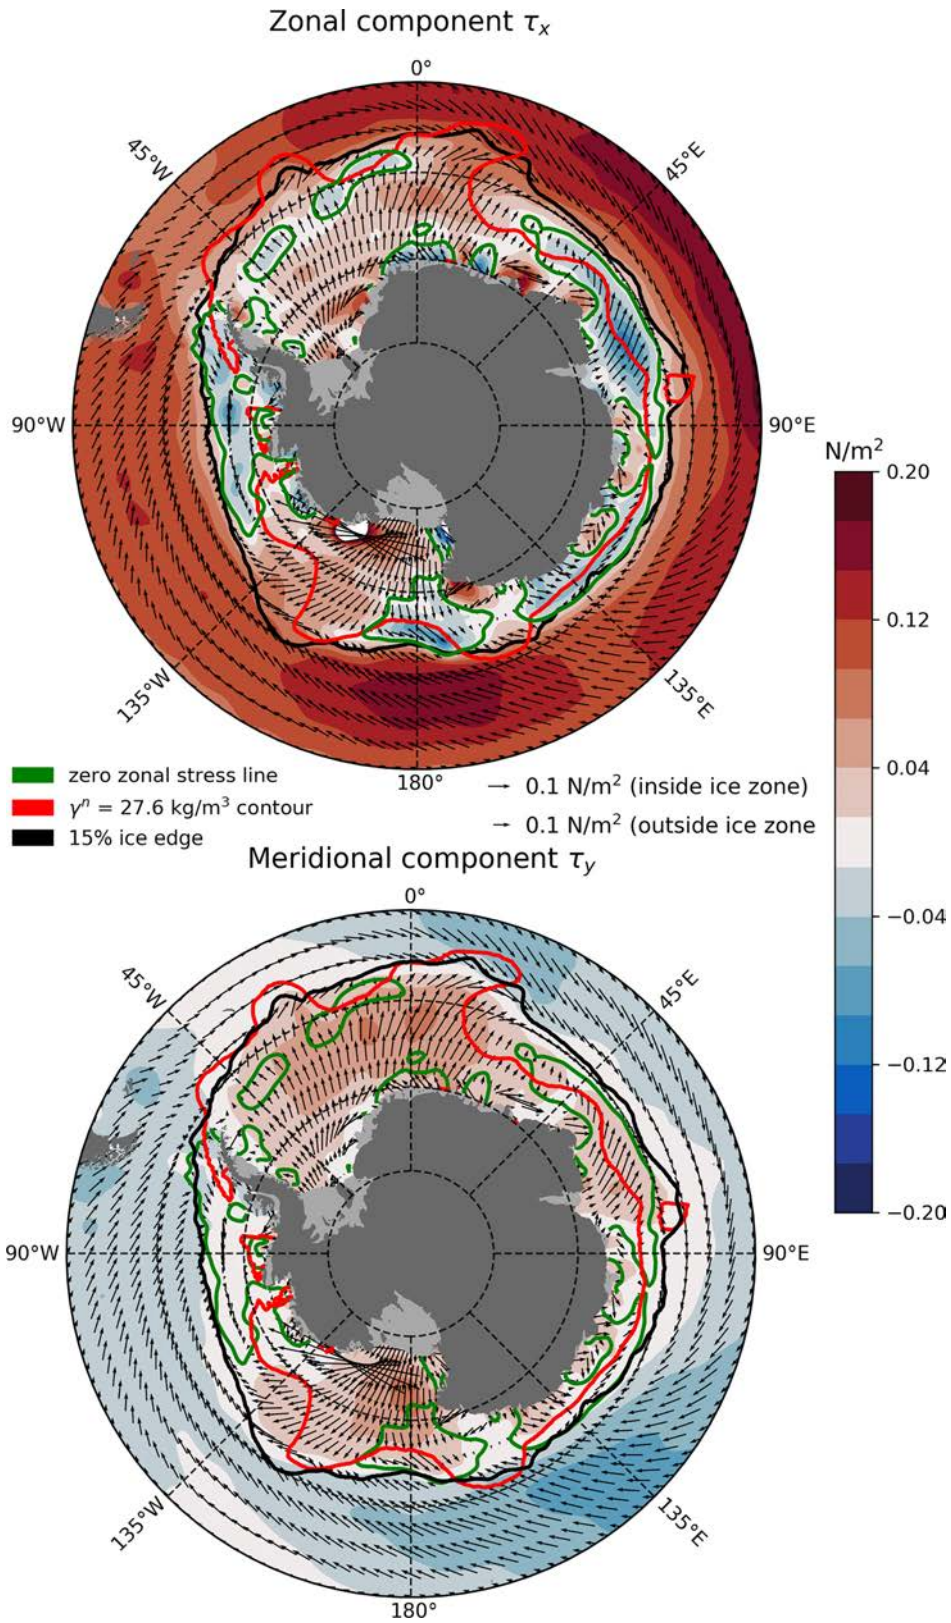 Zonal component τx
0°
45°W
45°E
90°W
90°E
135°W
135°E
180°
N/m²
0.20
0.12
0.04
−0.04
−0.12
−0.20
zero zonal stress line
γⁿ = 27.6 kg/m³ contour
15% ice edge
0.1 N/m² (inside ice zone)
0.1 N/m² (outside ice zone
Meridional component τy
0°
45°W
45°E
90°W
90°E
135°W
135°E
180°